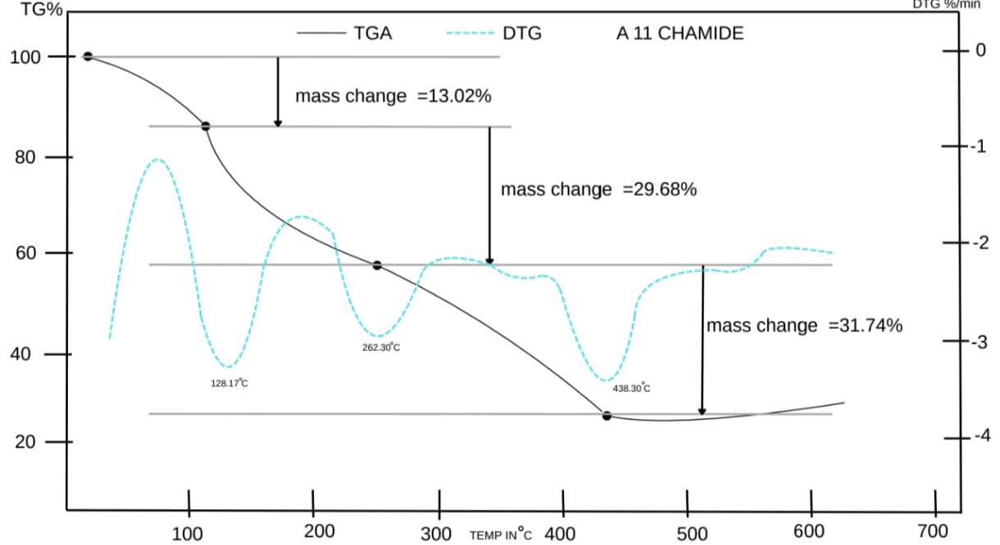 TG%
DTG %/min
TGA
DTG
A 11 CHAMIDE
100
0
mass change =13.02%
80
-1
mass change =29.68%
60
-2
mass change =31.74%
40
-3
262.30°C
128.17°C
438.30°C
20
-4
100
200
300
TEMP IN°C
400
500
600
700